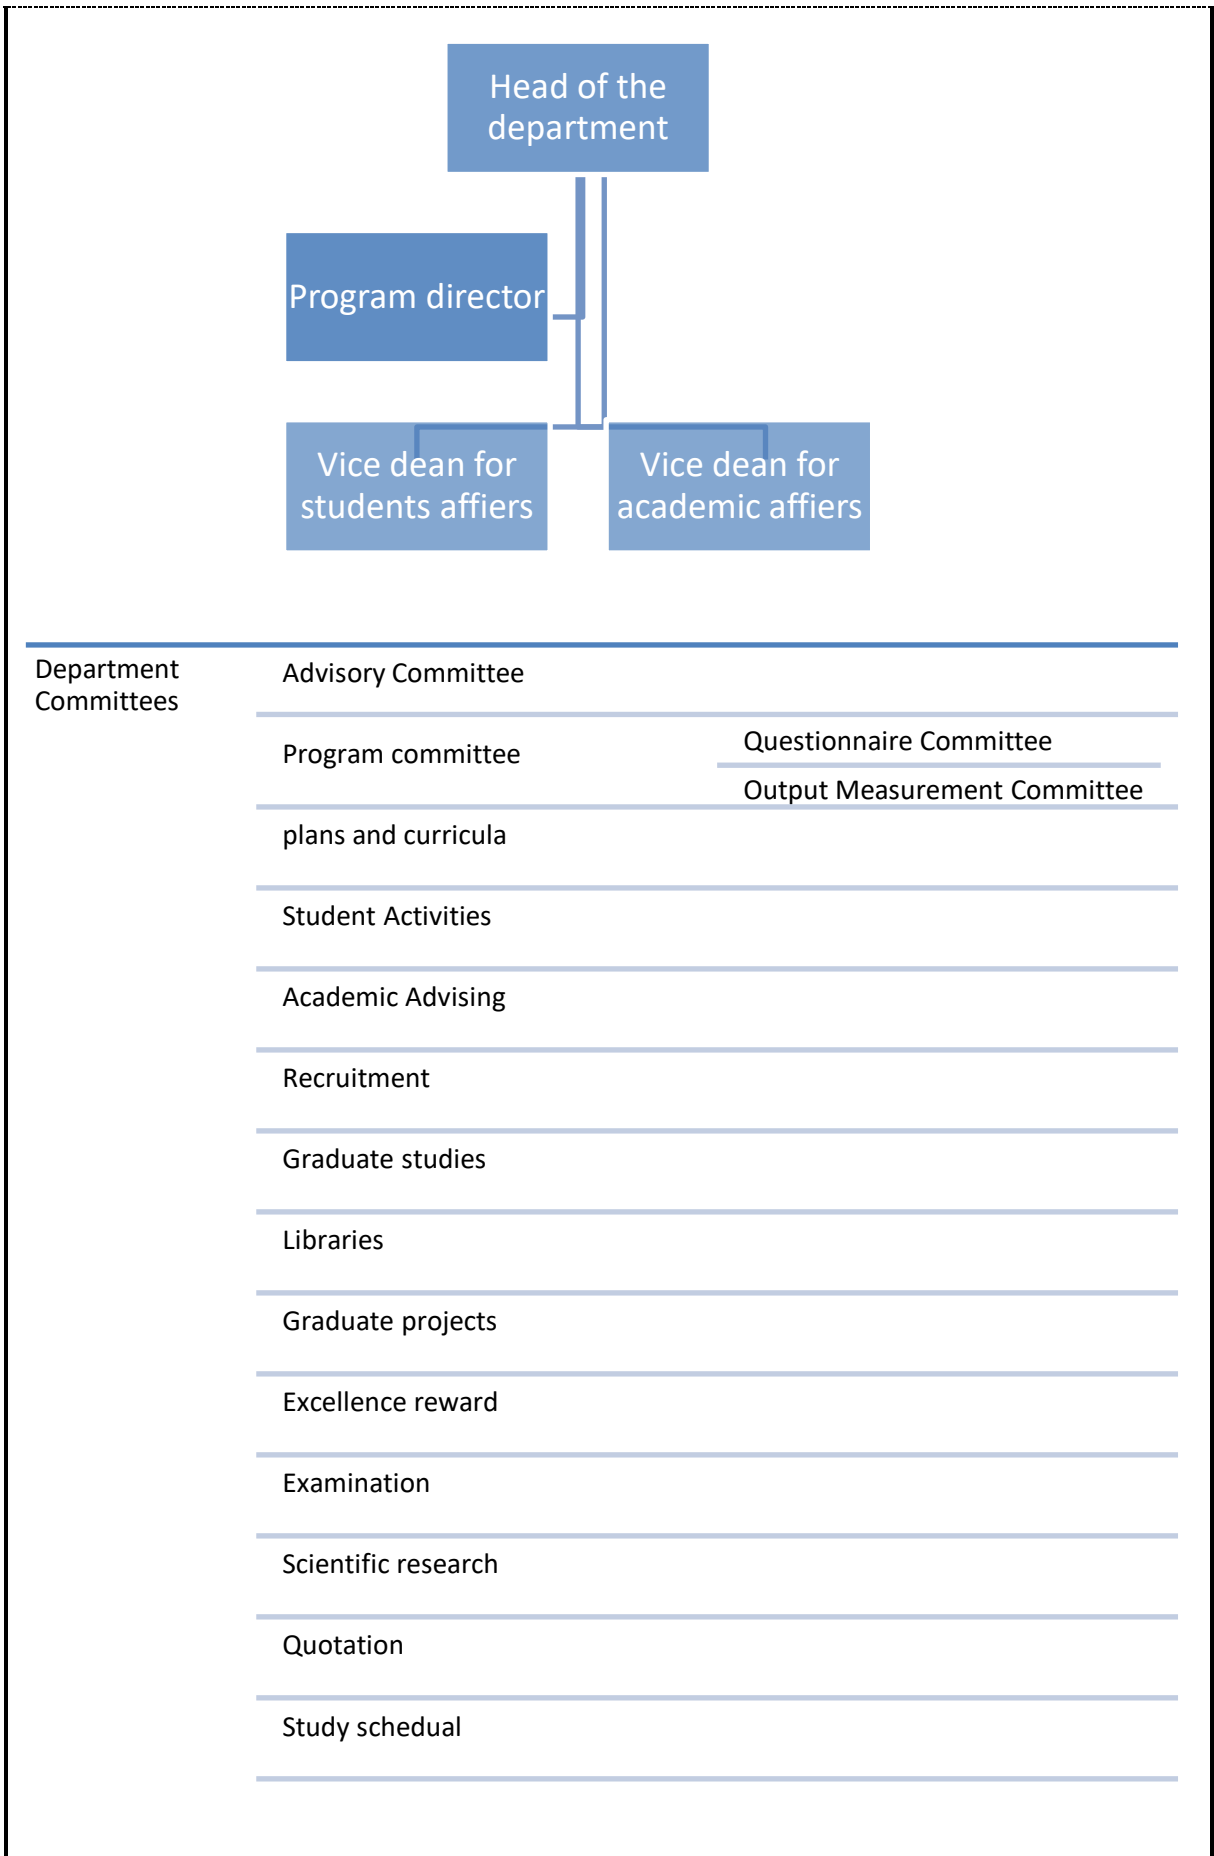 Head of the
department
Program director
Vice dean for
students affiers
Vice dean for
academic affiers
Department
Committees
Advisory Committee
Program committee
Questionnaire Committee
Output Measurement Committee
plans and curricula
Student Activities
Academic Advising
Recruitment
Graduate studies
Libraries
Graduate projects
Excellence reward
Examination
Scientific research
Quotation
Study schedual